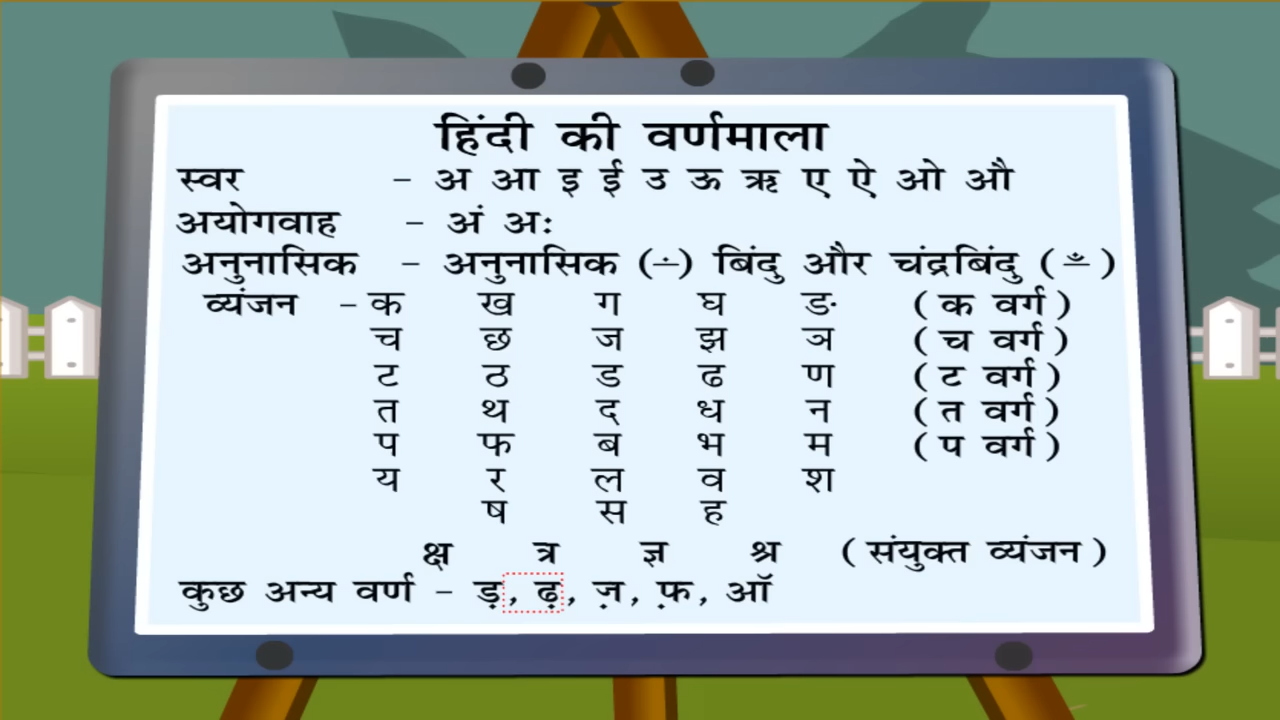 हिंदी की वर्णमाला
स्वर – अ आ इ ई उ ऊ ऋ ए ऐ ओ औ
अयोगवाह – अं अः
अनुनासिक – अनुनासिक (–ं) बिंदु और चंद्रबिंदु (–ँ)
व्यंजन – क ख ग घ ङ (क वर्ग)
च छ ज झ ञ (च वर्ग)
ट ठ ड ढ ण (ट वर्ग)
त थ द ध न (त वर्ग)
प फ ब भ म (प वर्ग)
य र ल व श
ष स ह
क्ष त्र ज्ञ श्र (संयुक्त व्यंजन)
कुछ अन्य वर्ण – ड़, ढ़, ज़, फ़, ऑ